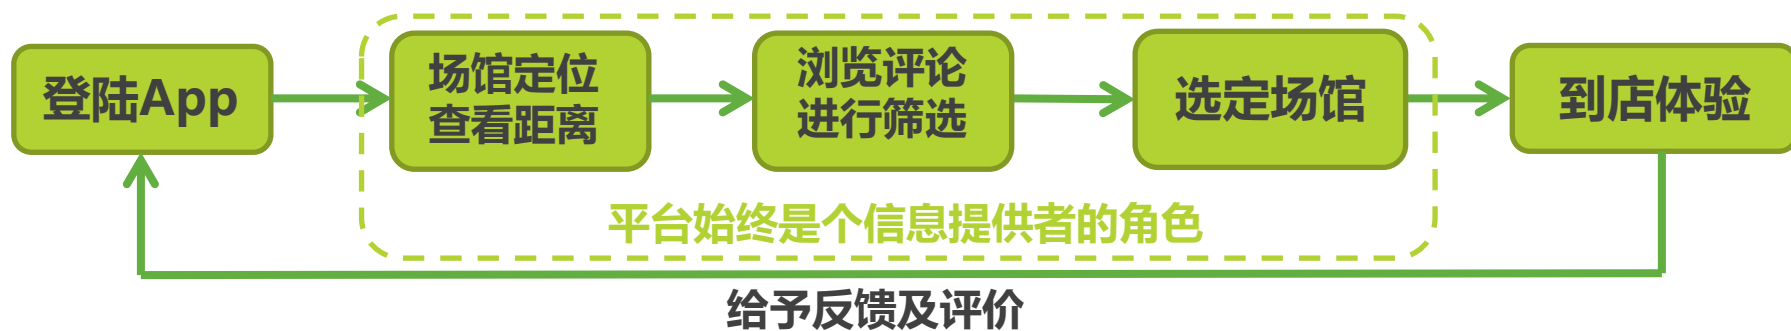 登陆App
场馆定位
查看距离
浏览评论
进行筛选
选定场馆
到店体验
平台始终是个信息提供者的角色
给予反馈及评价